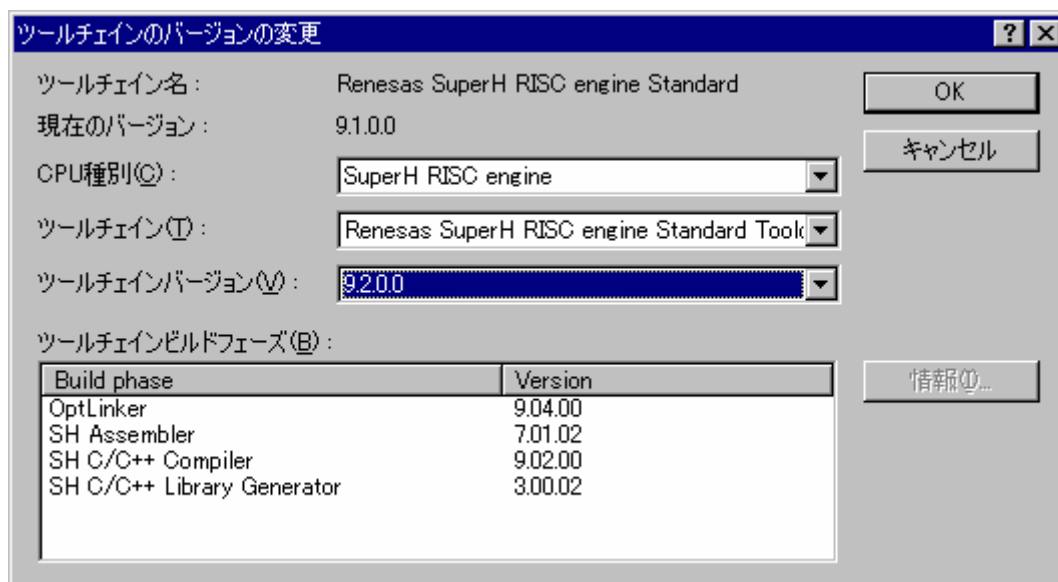 ツールチェインのバージョンの変更
ツールチェイン名 : Renesas SuperH RISC engine Standard
OK
現在のバージョン : 9.1.0.0
キャンセル
CPU種別(C) : SuperH RISC engine
ツールチェイン(T) : Renesas SuperH RISC engine Standard Toolc
ツールチェインバージョン(V) : 9.2.0.0
ツールチェインビルドフェーズ(B) :
情報(I)...
Build phase Version
OptLinker 9.04.00
SH Assembler 7.01.02
SH C/C++ Compiler 9.02.00
SH C/C++ Library Generator 3.00.02